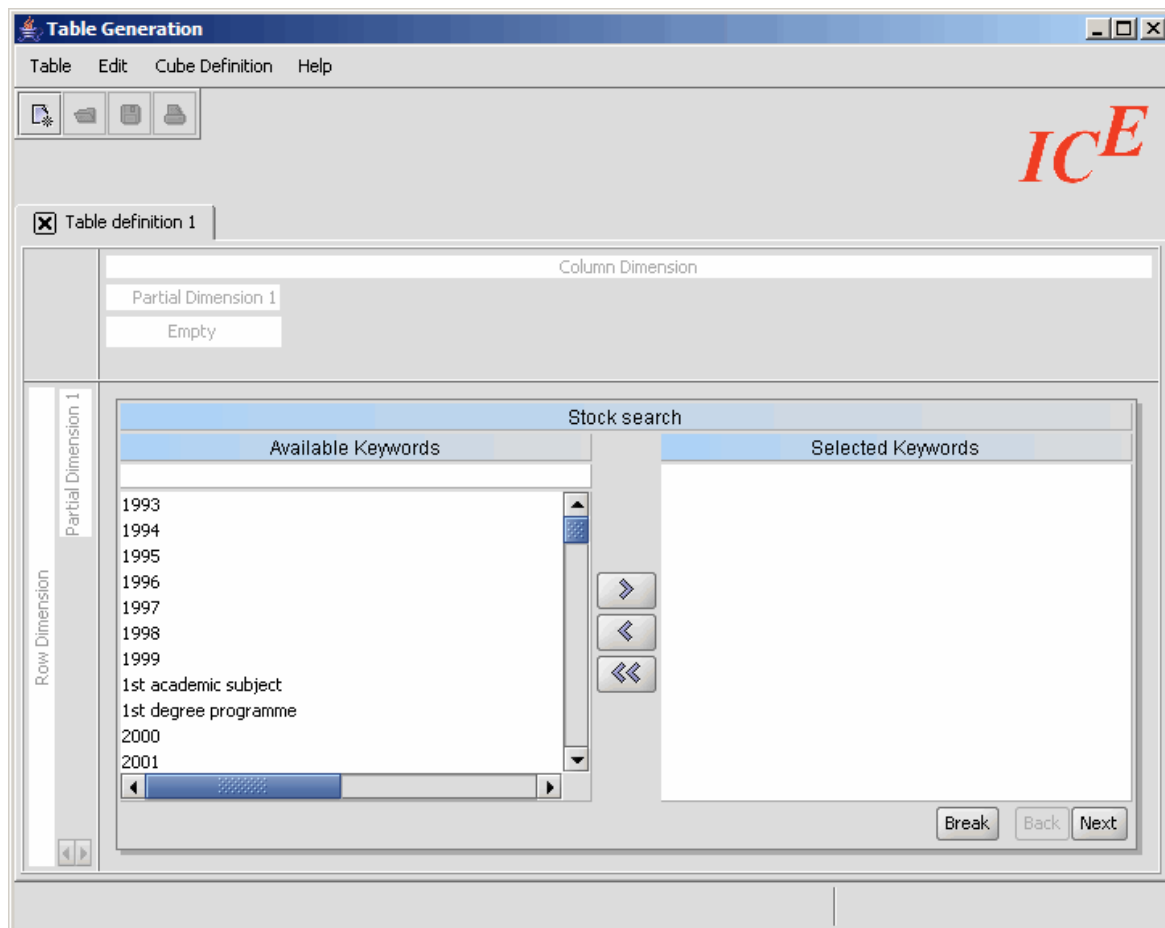 Table Generation
Table Edit Cube Definition Help
ICE
Table definition 1
Column Dimension
Partial Dimension 1
Empty
Row Dimension
Partial Dimension 1
Stock search
Available Keywords
Selected Keywords
1993
1994
1995
1996
1997
1998
1999
1st academic subject
1st degree programme
2000
2001
Break Back Next